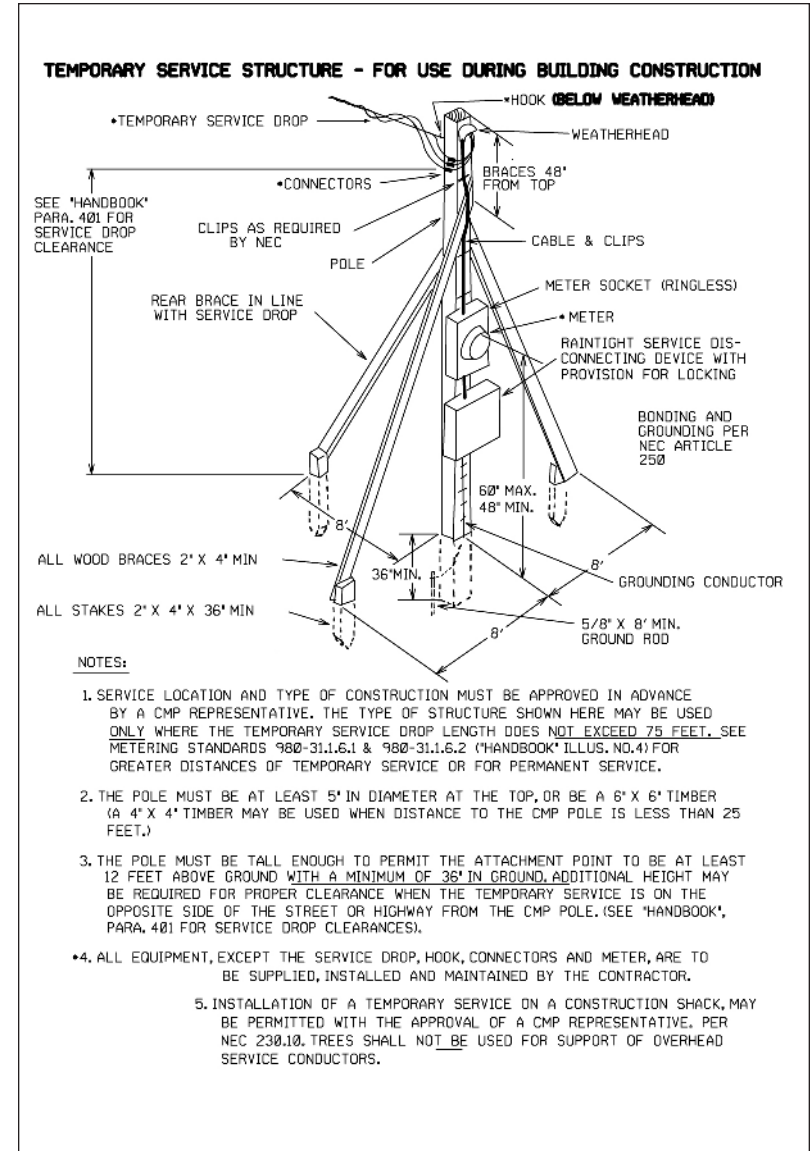 TEMPORARY SERVICE STRUCTURE - FOR USE DURING BUILDING CONSTRUCTION
*HOOK (BELOW WEATHERHEAD)
*TEMPORARY SERVICE DROP
WEATHERHEAD
BRACES 48"
FROM TOP
*CONNECTORS
SEE "HANDBOOK"
PARA. 401 FOR
SERVICE DROP
CLEARANCE
CLIPS AS REQUIRED
BY NEC
CABLE & CLIPS
POLE
METER SOCKET (RINGLESS)
REAR BRACE IN LINE
WITH SERVICE DROP
*METER
RAINTIGHT SERVICE DIS-
CONNECTING DEVICE WITH
PROVISION FOR LOCKING
BONDING AND
GROUNDING PER
NEC ARTICLE
250
60" MAX.
48" MIN.
8'
8'
ALL WOOD BRACES 2" X 4" MIN
36"MIN.
GROUNDING CONDUCTOR
ALL STAKES 2" X 4" X 36" MIN
8'
5/8" X 8' MIN.
GROUND ROD
NOTES:
1. SERVICE LOCATION AND TYPE OF CONSTRUCTION MUST BE APPROVED IN ADVANCE
BY A CMP REPRESENTATIVE. THE TYPE OF STRUCTURE SHOWN HERE MAY BE USED
ONLY WHERE THE TEMPORARY SERVICE DROP LENGTH DOES NOT EXCEED 75 FEET. SEE
METERING STANDARDS 980-31.1.6.1 & 980-31.1.6.2 ("HANDBOOK" ILLUS. NO.4) FOR
GREATER DISTANCES OF TEMPORARY SERVICE OR FOR PERMANENT SERVICE.
2. THE POLE MUST BE AT LEAST 5" IN DIAMETER AT THE TOP, OR BE A 6" X 6" TIMBER
(A 4" X 4" TIMBER MAY BE USED WHEN DISTANCE TO THE CMP POLE IS LESS THAN 25
FEET.)
3. THE POLE MUST BE TALL ENOUGH TO PERMIT THE ATTACHMENT POINT TO BE AT LEAST
12 FEET ABOVE GROUND WITH A MINIMUM OF 36" IN GROUND. ADDITIONAL HEIGHT MAY
BE REQUIRED FOR PROPER CLEARANCE WHEN THE TEMPORARY SERVICE IS ON THE
OPPOSITE SIDE OF THE STREET OR HIGHWAY FROM THE CMP POLE. (SEE "HANDBOOK",
PARA. 401 FOR SERVICE DROP CLEARANCES).
*4. ALL EQUIPMENT, EXCEPT THE SERVICE DROP, HOOK, CONNECTORS AND METER, ARE TO
BE SUPPLIED, INSTALLED AND MAINTAINED BY THE CONTRACTOR.
5. INSTALLATION OF A TEMPORARY SERVICE ON A CONSTRUCTION SHACK, MAY
BE PERMITTED WITH THE APPROVAL OF A CMP REPRESENTATIVE. PER
NEC 230.10. TREES SHALL NOT BE USED FOR SUPPORT OF OVERHEAD
SERVICE CONDUCTORS.